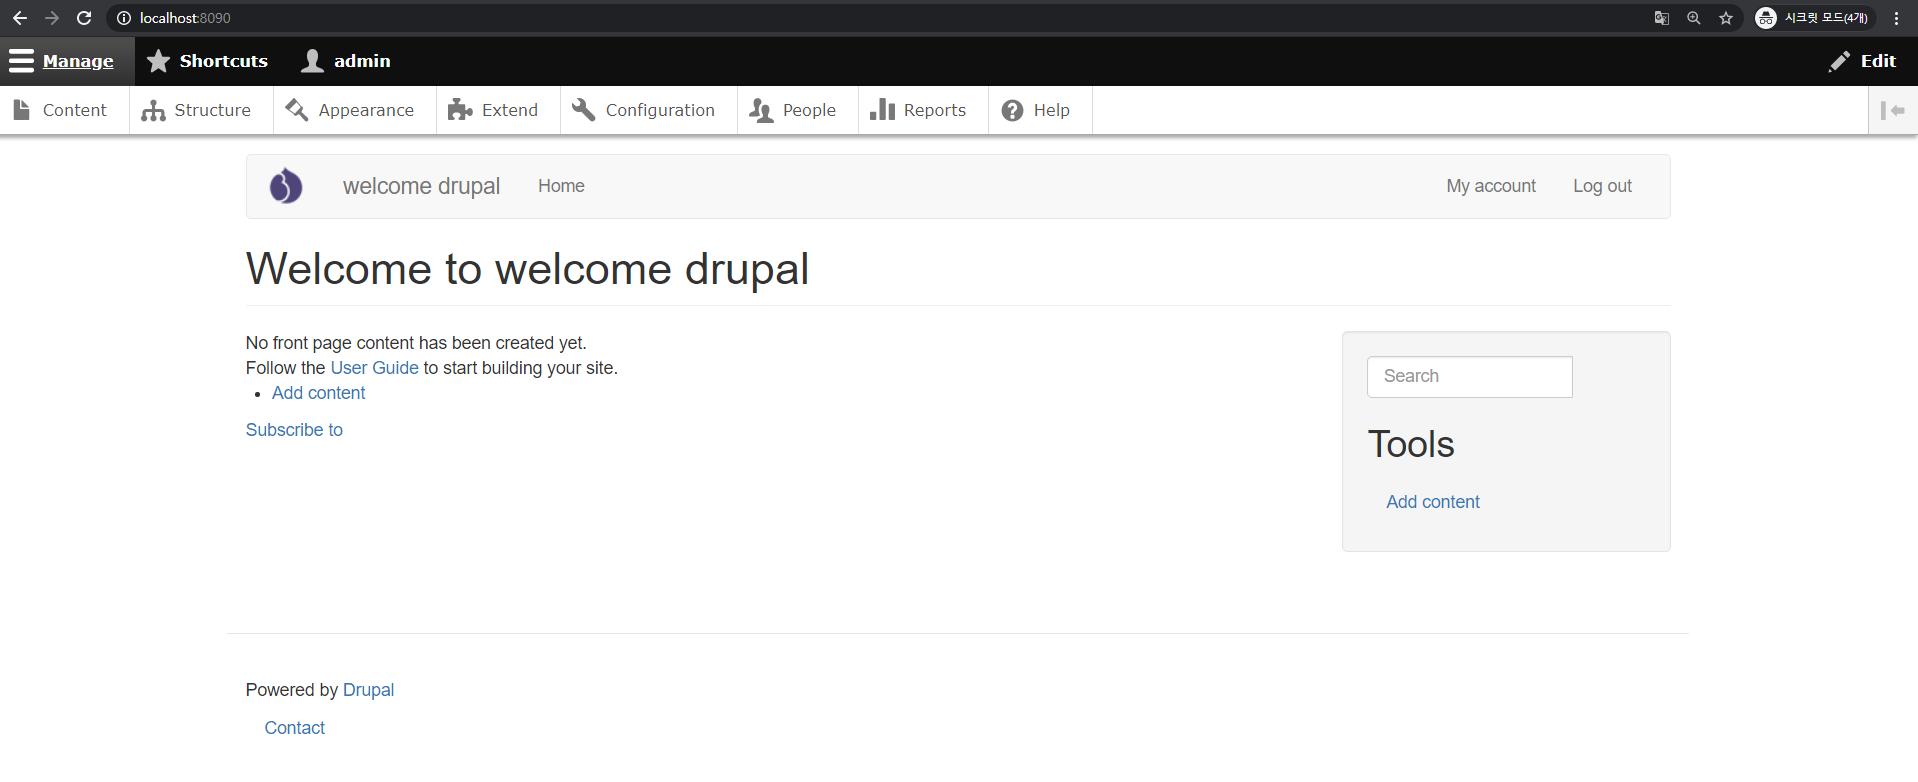 localhost:8090
시크릿 모드(4개)
Manage Shortcuts admin Edit
Content Structure Appearance Extend Configuration People Reports Help
welcome drupal Home My account Log out
Welcome to welcome drupal
No front page content has been created yet.
Follow the User Guide to start building your site.
Add content
Subscribe to
Search
Tools
Add content
Powered by Drupal
Contact